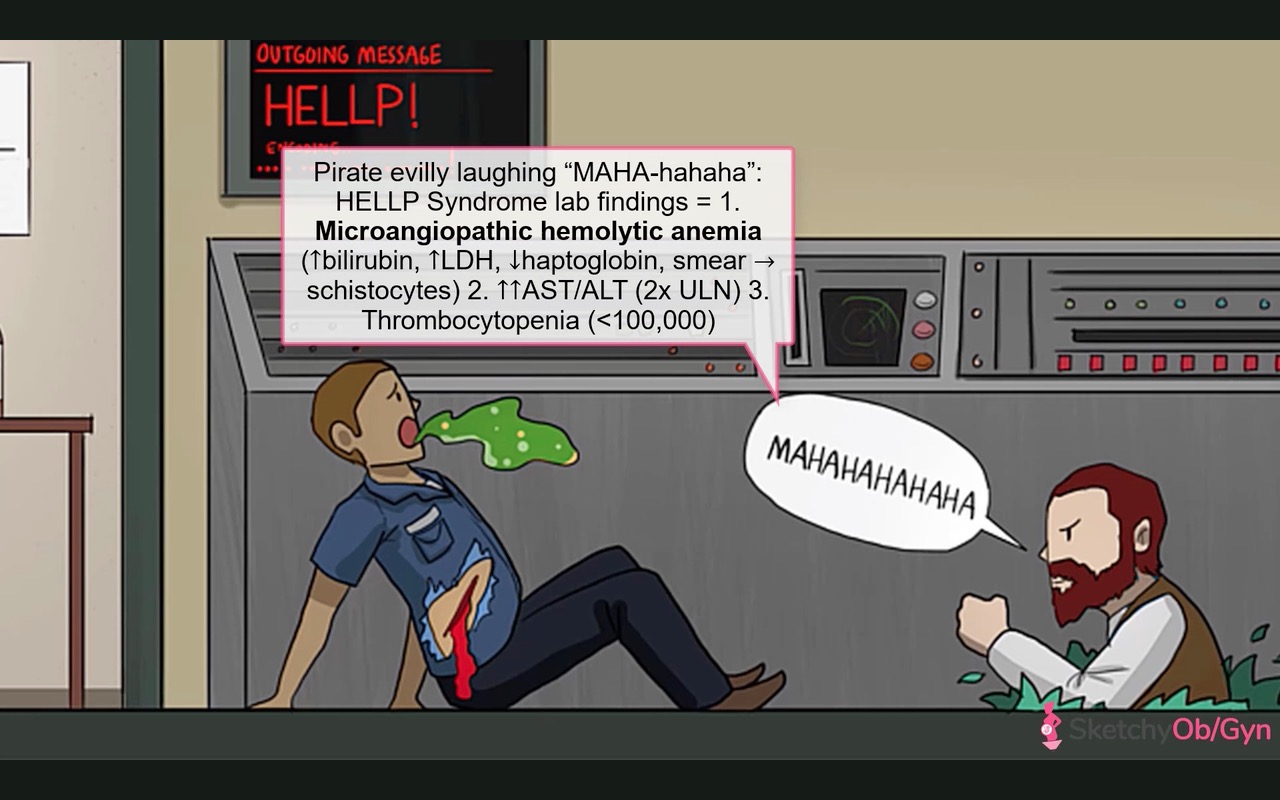 OUTGOING MESSAGE
HELLP!
Pirate evilly laughing “MAHA-hahaha”:
HELLP Syndrome lab findings = 1.
Microangiopathic hemolytic anemia
(↑bilirubin, ↑LDH, ↓haptoglobin, smear →
schistocytes) 2. ↑↑AST/ALT (2x ULN) 3.
Thrombocytopenia (<100,000)
MAHAHAHAHAHA
SketchyOb/Gyn